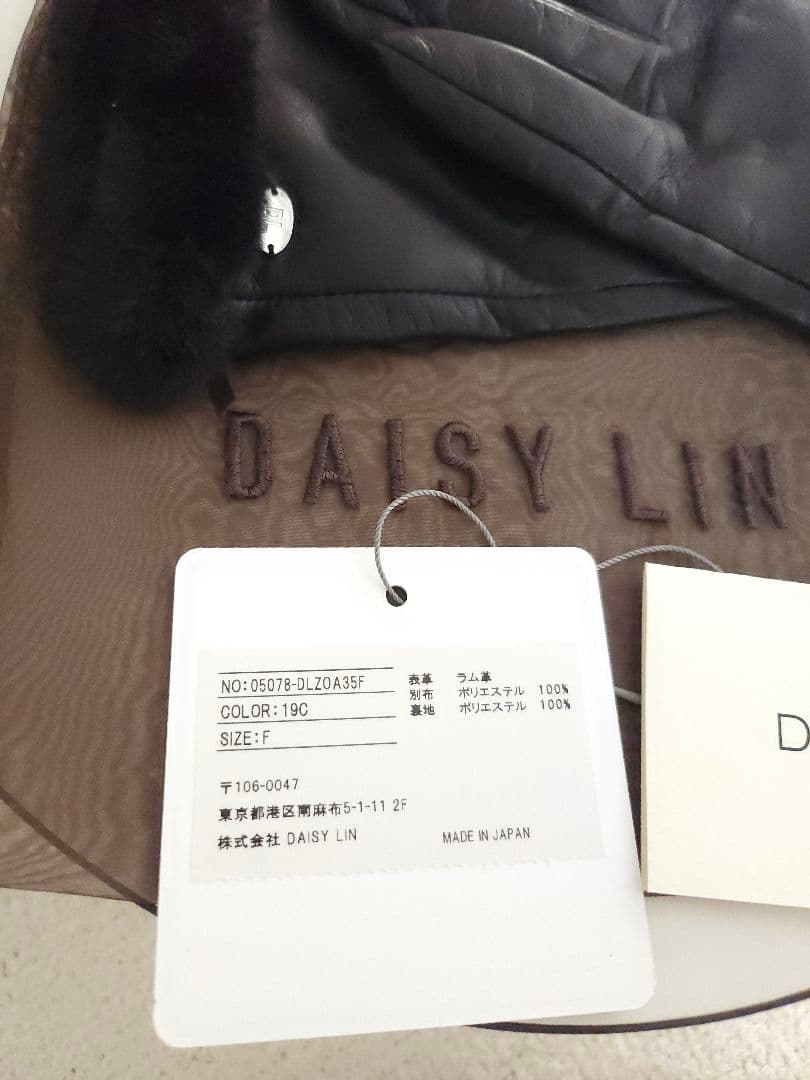 DAISY LIN
NO:05078-DLZOA35F
COLOR:19C
SIZE:F
表革 ラム革
別布 ポリエステル 100%
裏地 ポリエステル 100%
〒106-0047
東京都港区南麻布5-1-11 2F
株式会社 DAISY LIN
MADE IN JAPAN
D